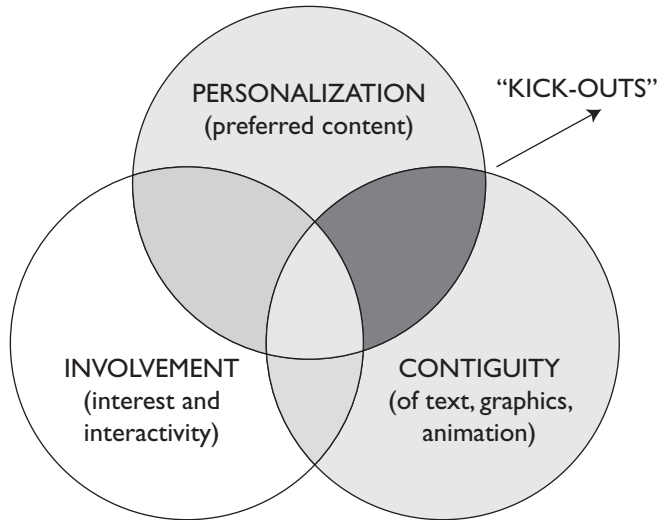 "KICK-OUTS"
PERSONALIZATION
(preferred content)
INVOLVEMENT
(interest and
interactivity)
CONTIGUITY
(of text, graphics,
animation)